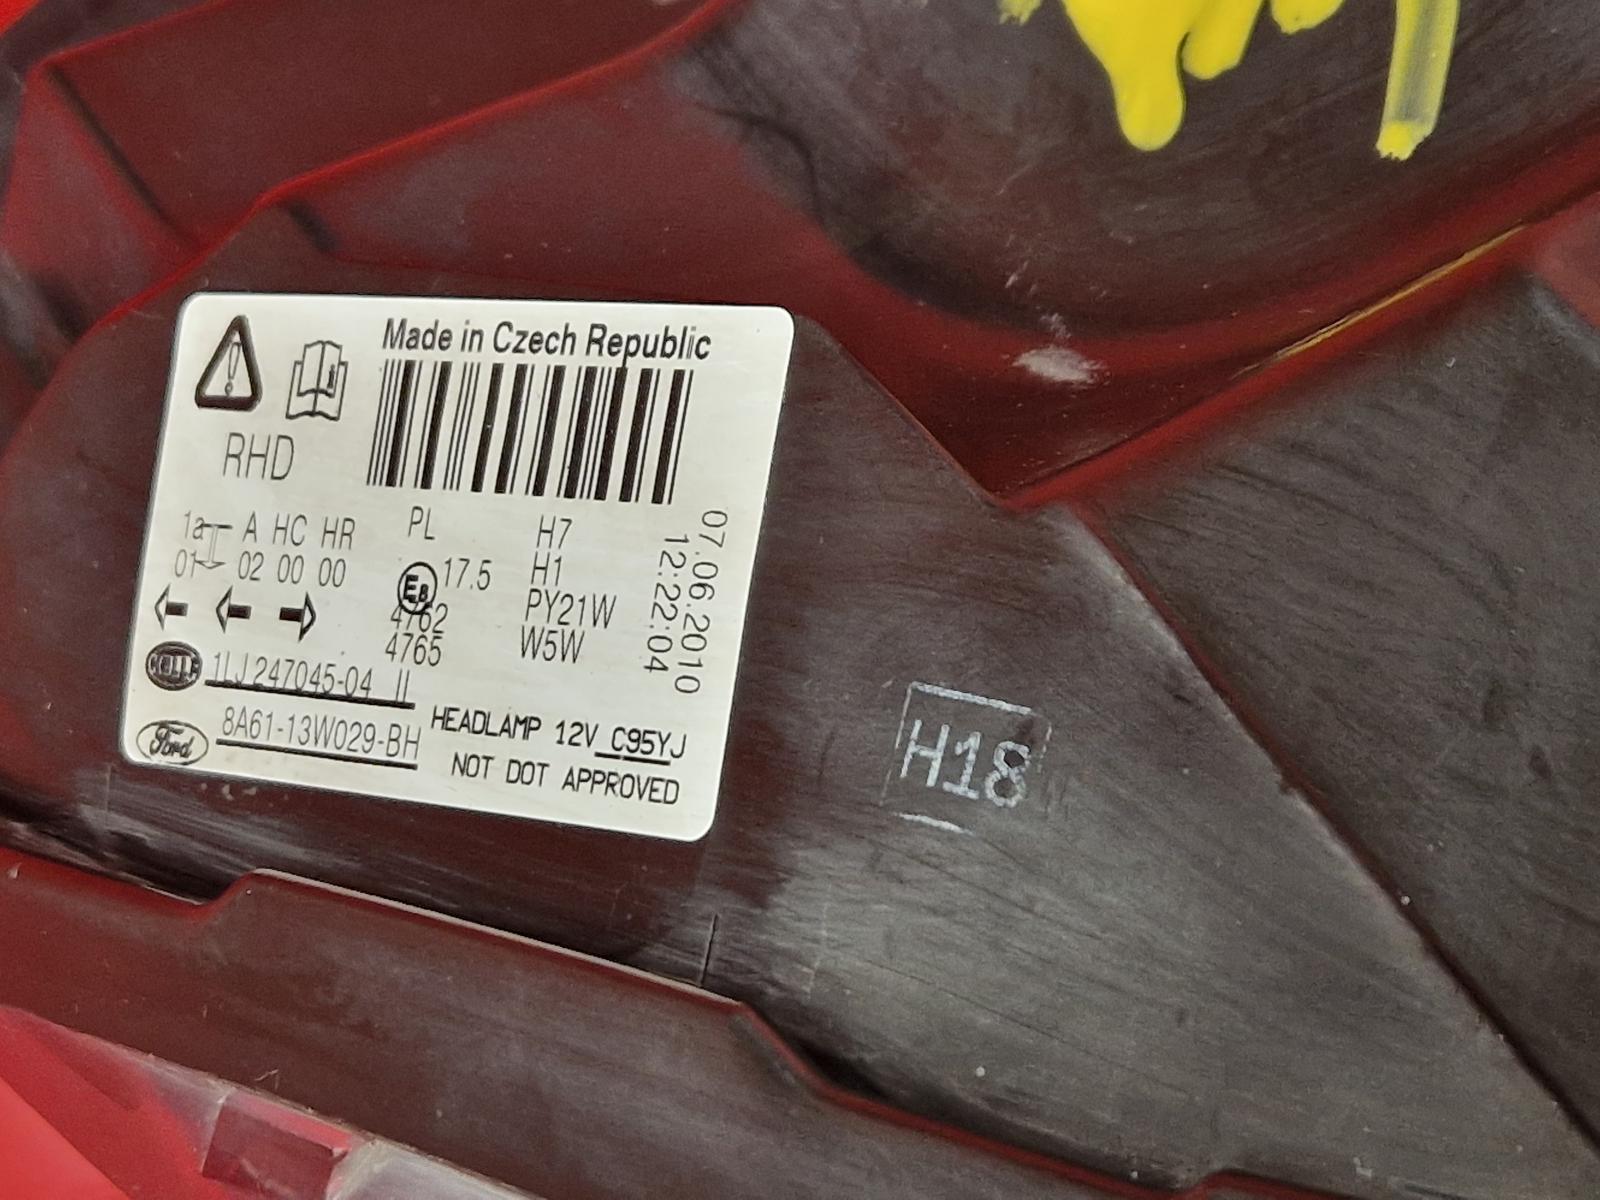 Made in Czech Republic
RHD
1a A HC HR PL H7
01 02 00 00 E8 17.5 H1
4762 PY21W
4765 W5W
07.06.2010
12:22:04
HELLA 1LJ 247045-04 II
Ford 8A61-13W029-BH
HEADLAMP 12V C95YJ
NOT DOT APPROVED
H18